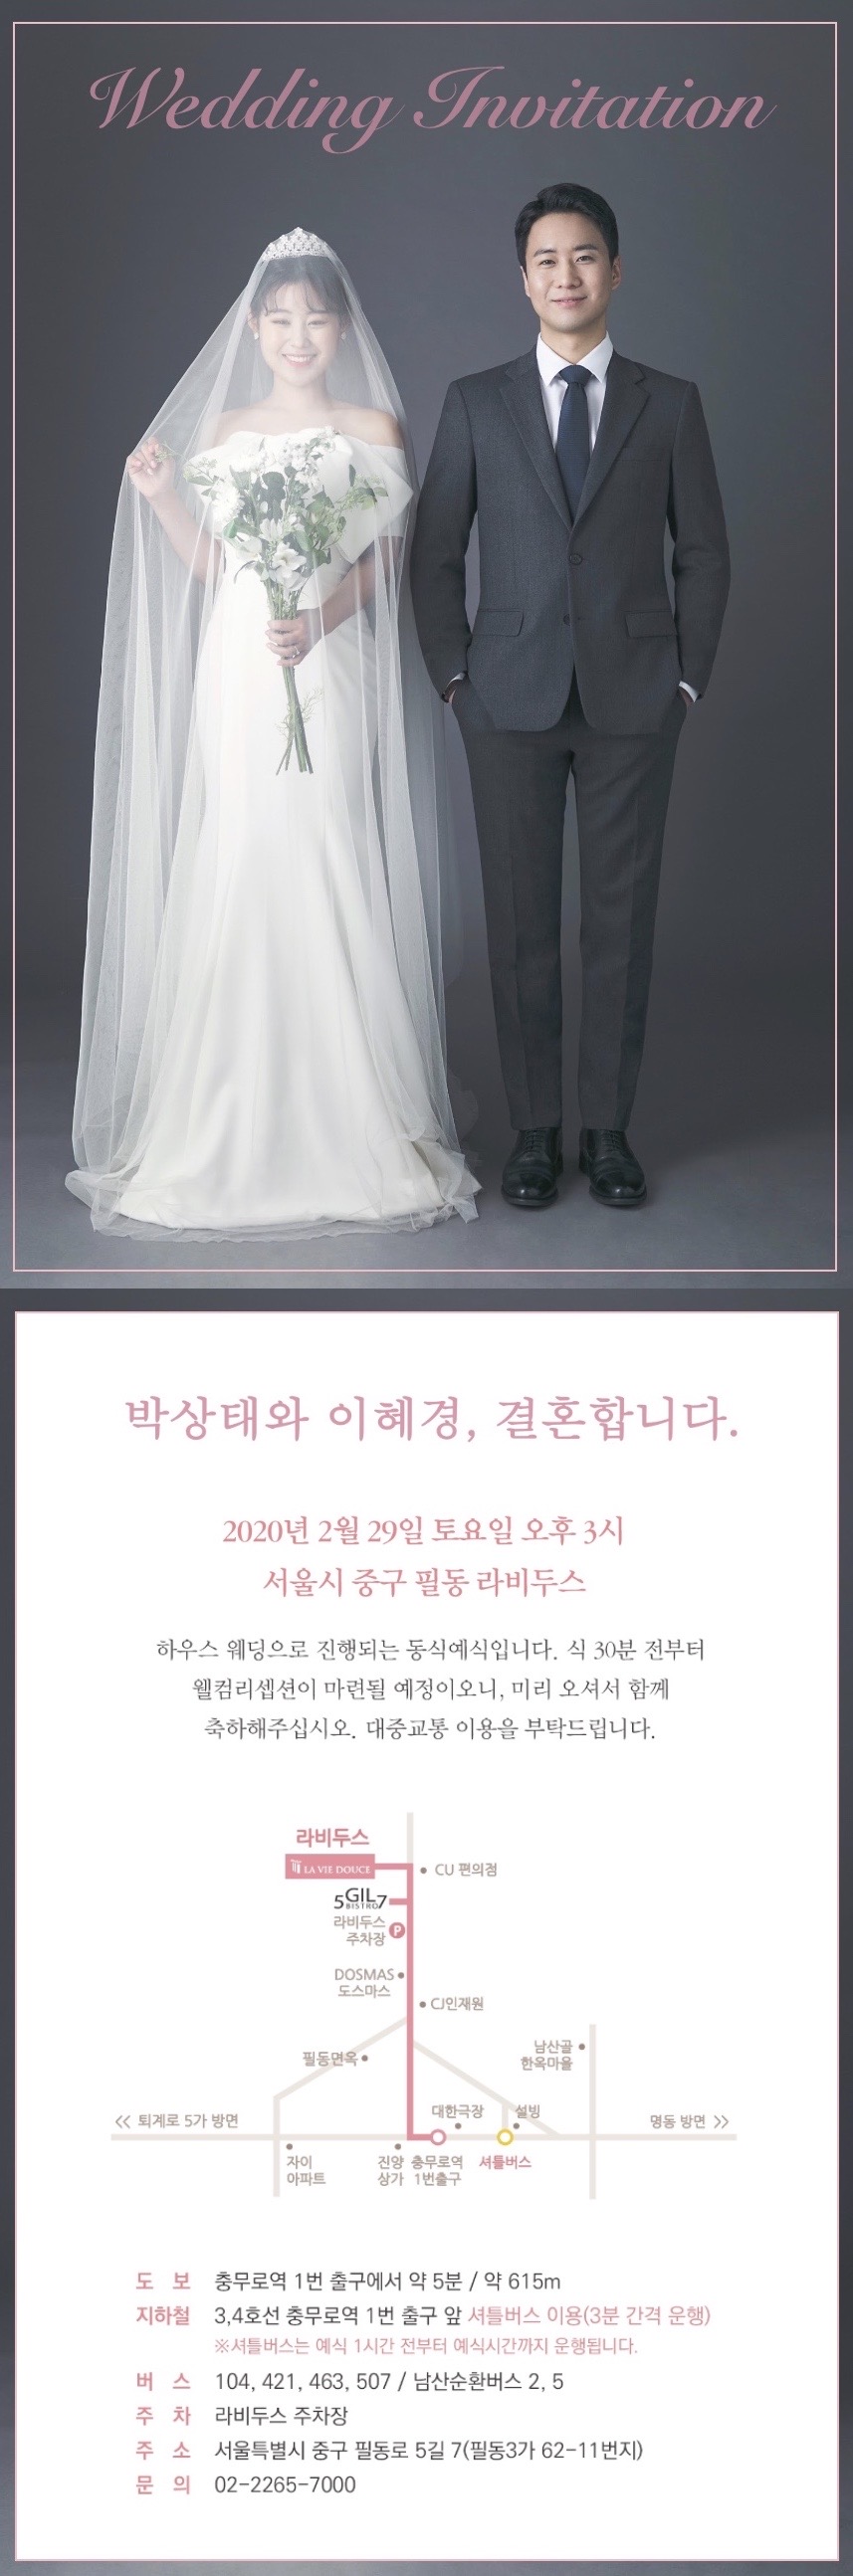 Wedding Invitation
박상태와 이혜경, 결혼합니다.
2020년 2월 29일 토요일 오후 3시
서울시 중구 필동 라비두스
하우스 웨딩으로 진행되는 동식예식입니다. 식 30분 전부터
웰컴리셉션이 마련될 예정이오니, 미리 오셔서 함께
축하해주십시오. 대중교통 이용을 부탁드립니다.
라비두스
LA VIE DOUCE
CU 편의점
5GIL7
BISTRO
라비두스
주차장
P
DOSMAS
도스마스
CJ인재원
필동면옥
남산골
한옥마을
대한극장
설빙
<< 퇴계로 5가 방면
명동 방면 >>
자이
아파트
진양
상가
충무로역
1번출구
셔틀버스
도 보 충무로역 1번 출구에서 약 5분 / 약 615m
지하철 3,4호선 충무로역 1번 출구 앞 셔틀버스 이용(3분 간격 운행)
※셔틀버스는 예식 1시간 전부터 예식시간까지 운행됩니다.
버 스 104, 421, 463, 507 / 남산순환버스 2, 5
주 차 라비두스 주차장
주 소 서울특별시 중구 필동로 5길 7(필동3가 62-11번지)
문 의 02-2265-7000